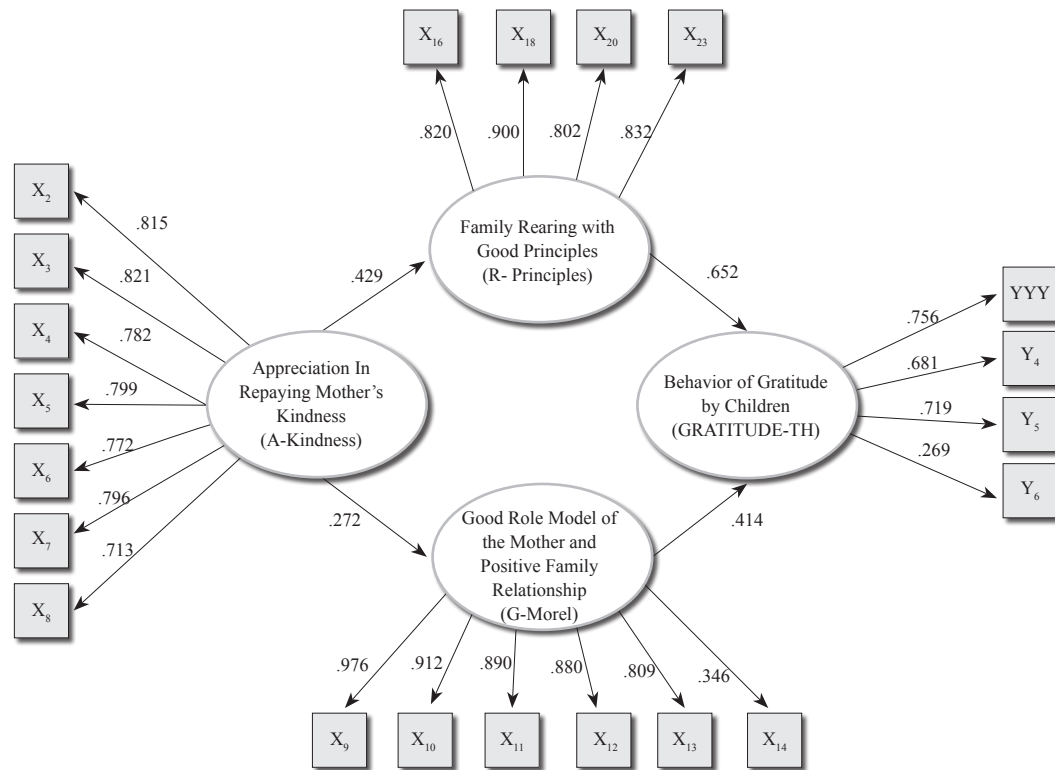 X16 X18 X20 X23
.820 .900 .802 .832
X2
.815
X3
.821
X4
.782
X5
.799
X6
.772
X7
.796
X8
.713
Family Rearing with
Good Principles
(R- Principles)
.429
.652
Appreciation In
Repaying Mother’s
Kindness
(A-Kindness)
Behavior of Gratitude
by Children
(GRATITUDE-TH)
.756
YYY
.681
Y4
.719
Y5
.269
Y6
.272
.414
Good Role Model of
the Mother and
Positive Family
Relationship
(G-Morel)
.976 .912 .890 .880 .809 .346
X9 X10 X11 X12 X13 X14